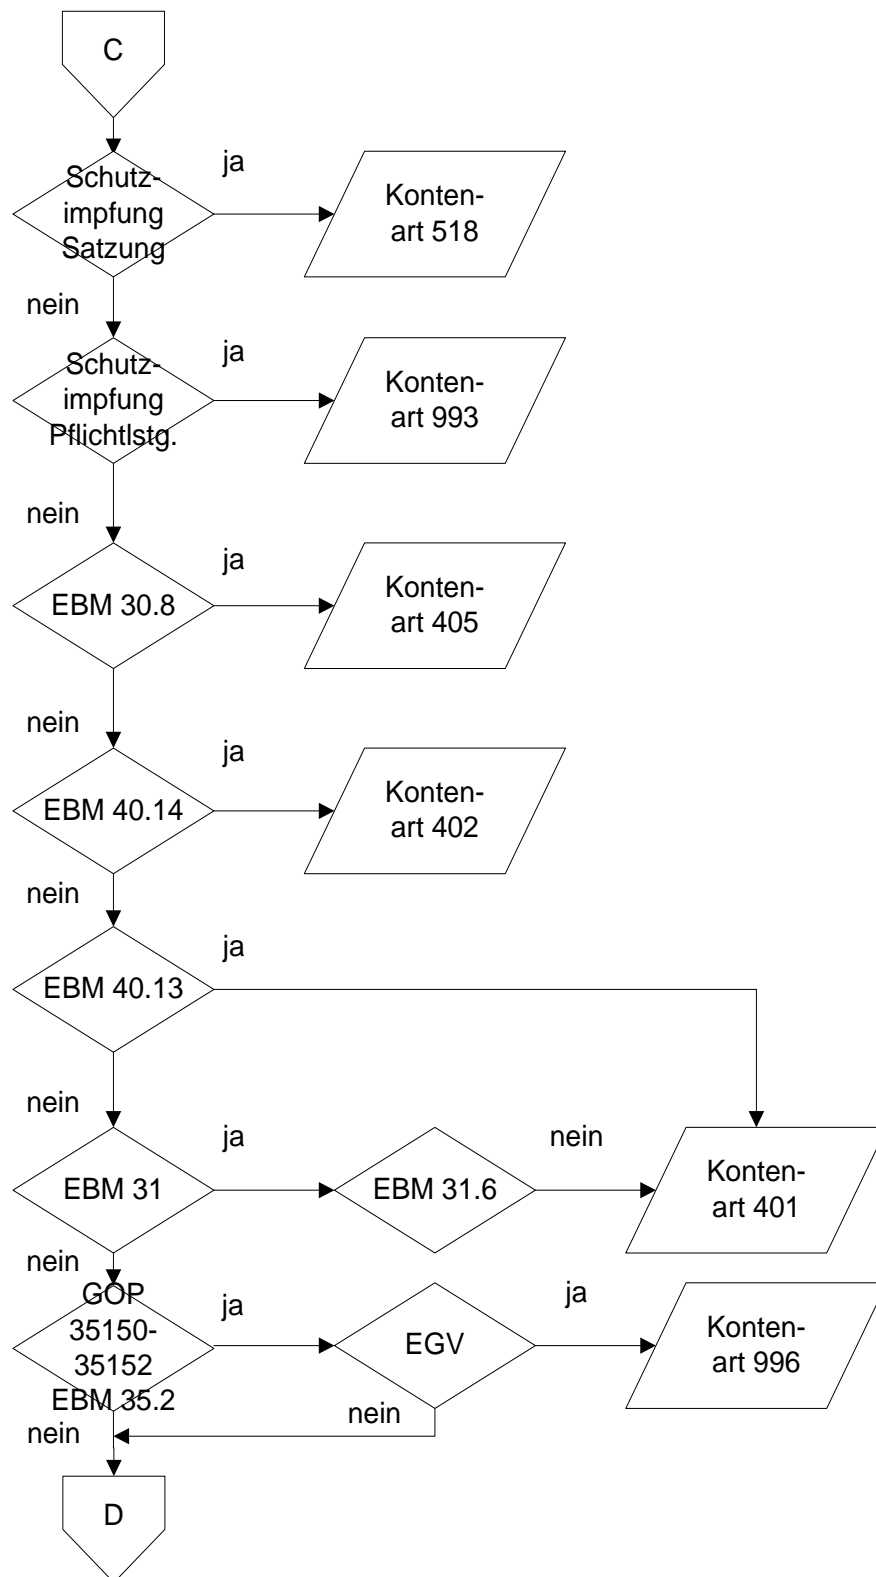 C
Schutz-
impfung
Satzung
ja
Konten-
art 518
nein
Schutz-
impfung
Pflichtlstg.
ja
Konten-
art 993
nein
EBM 30.8
ja
Konten-
art 405
nein
EBM 40.14
ja
Konten-
art 402
nein
EBM 40.13
ja
nein
EBM 31
ja
EBM 31.6
nein
Konten-
art 401
nein
GOP
35150-
35152
EBM 35.2
ja
EGV
ja
Konten-
art 996
nein
nein
D